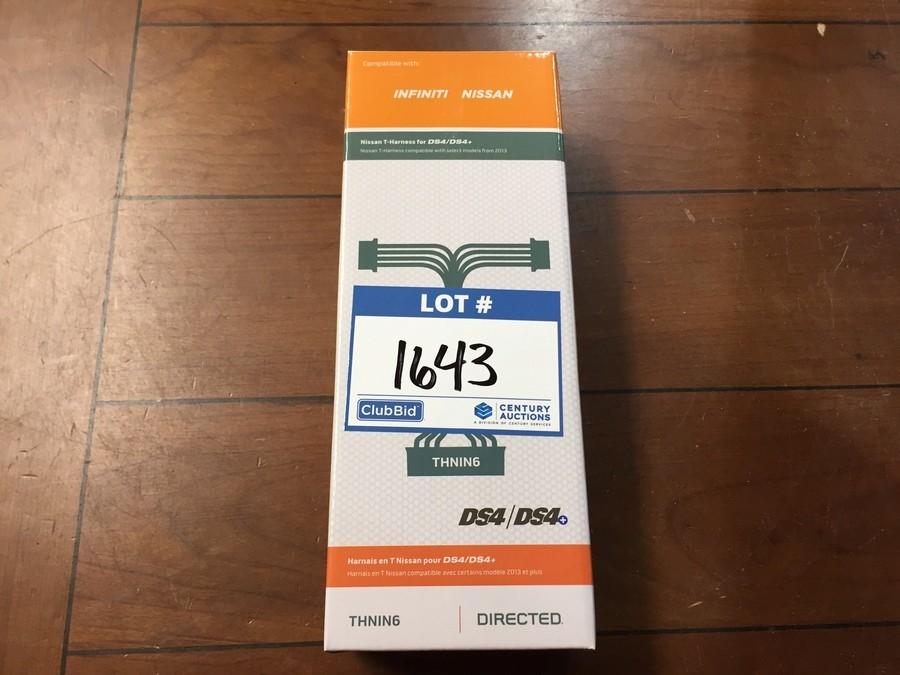 Compatible with:
INFINITI NISSAN
Nissan T-Harness for DS4/DS4+
Nissan T-Harness compatible with select models from 2013
LOT #
1643
ClubBid
CENTURY AUCTIONS
A DIVISION OF CENTURY SERVICES
THNIN6
DS4/DS4+
Harnais en T Nissan pour DS4/DS4+
Harnais en T Nissan compatible avec certains modèle 2013 et plus
THNIN6 DIRECTED